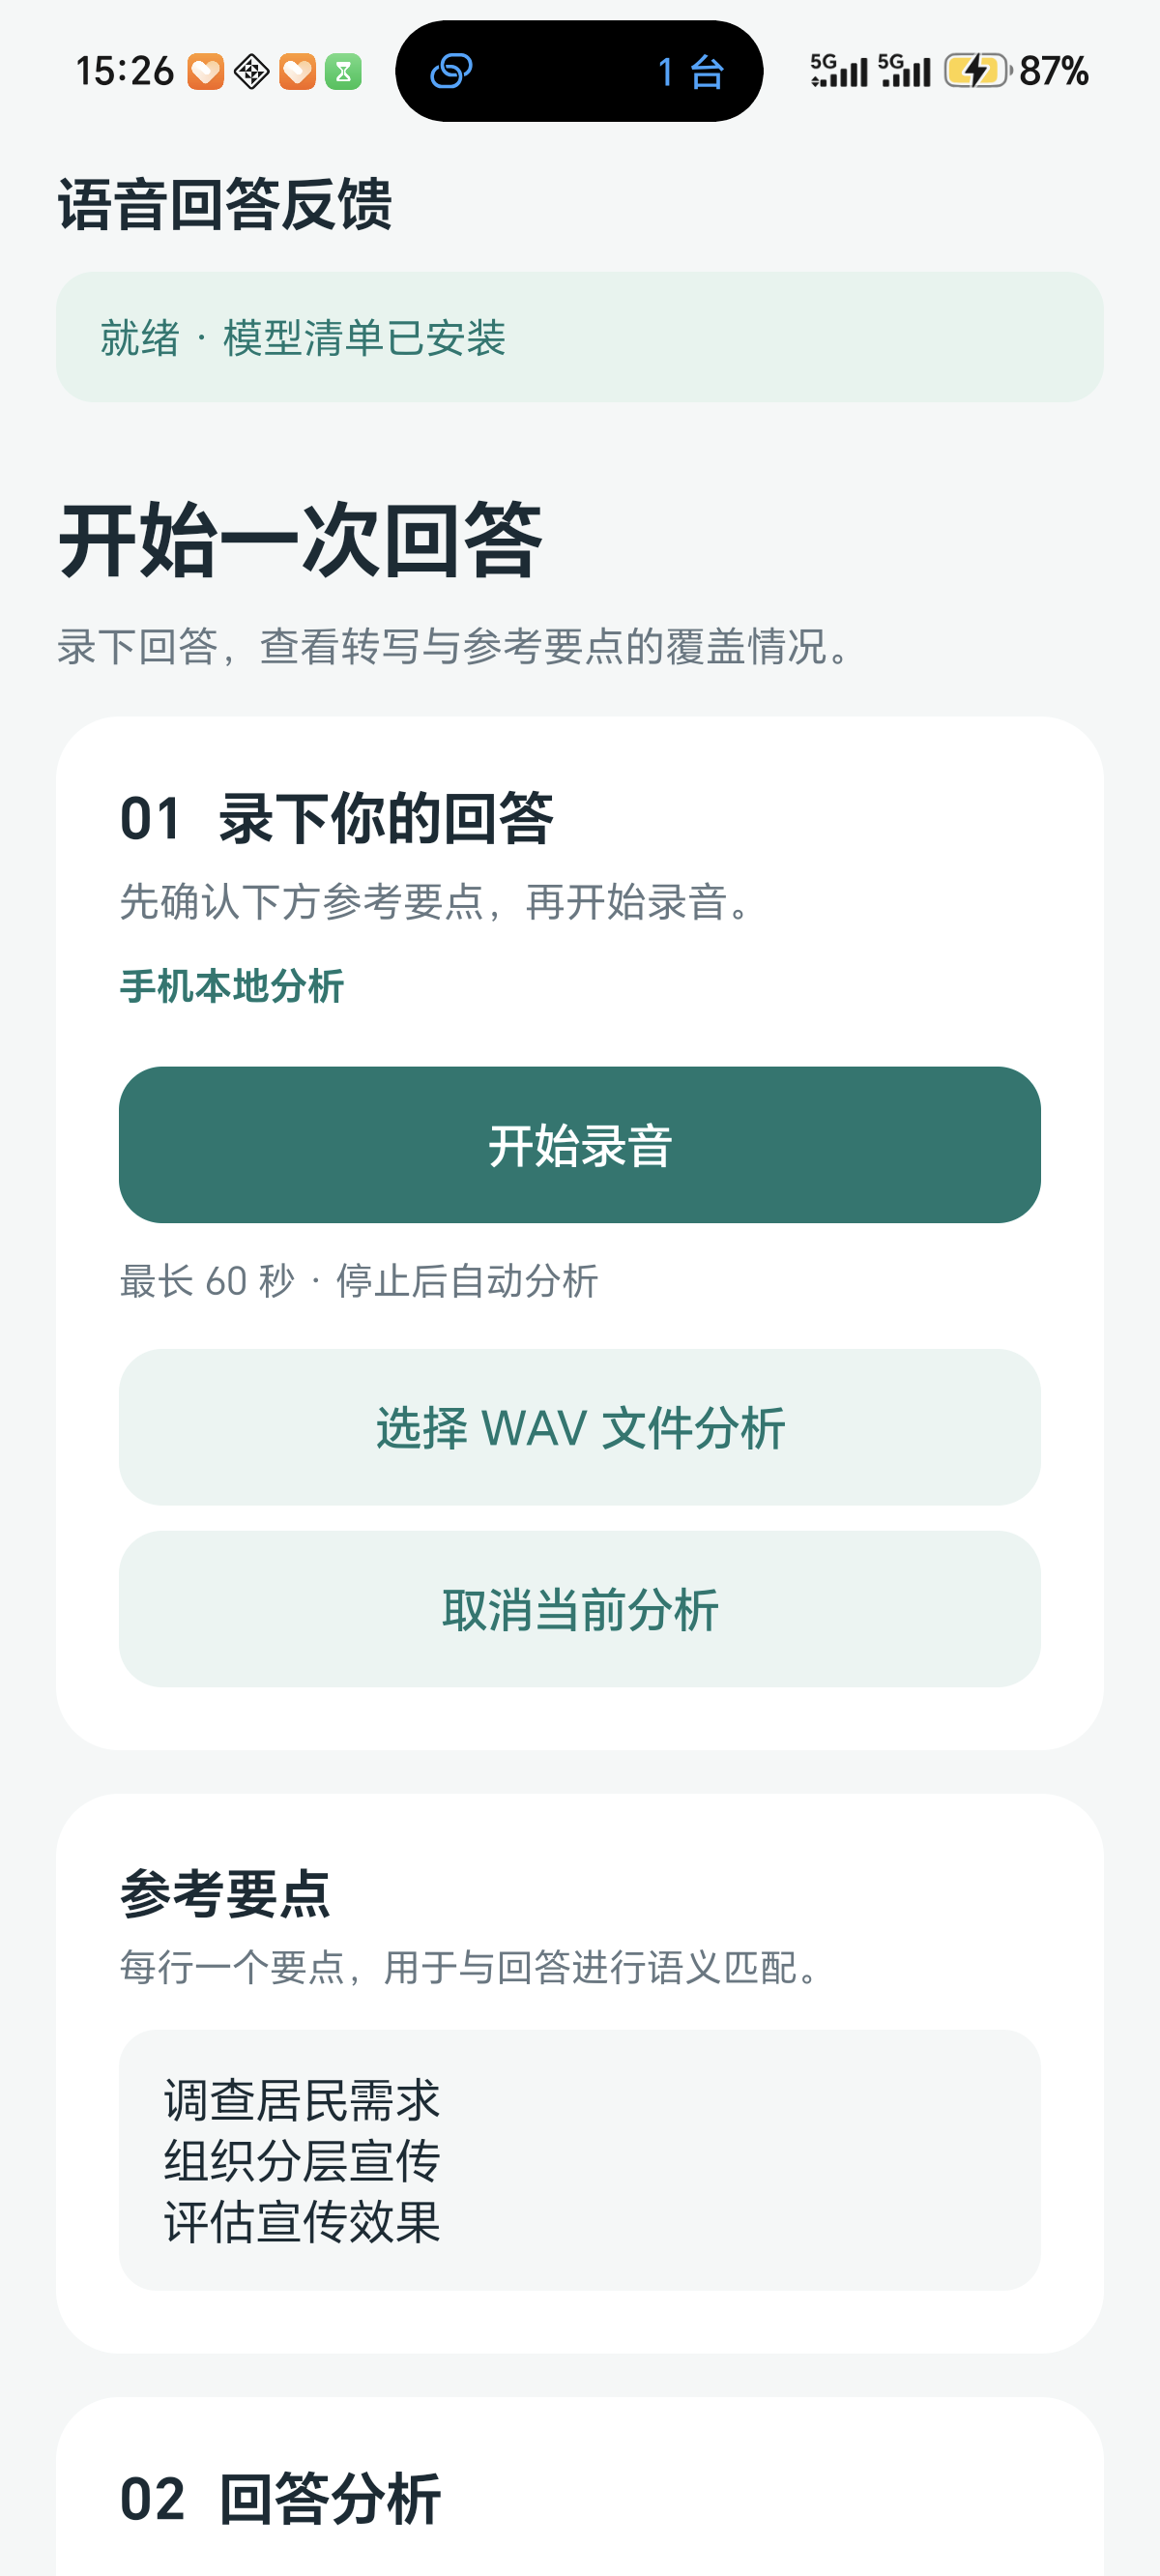 15:26
1 台
5G 5G 87%
语音回答反馈
就绪 · 模型清单已安装
开始一次回答
录下回答，查看转写与参考要点的覆盖情况。
01 录下你的回答
先确认下方参考要点，再开始录音。
手机本地分析
开始录音
最长 60 秒 · 停止后自动分析
选择 WAV 文件分析
取消当前分析
参考要点
每行一个要点，用于与回答进行语义匹配。
调查居民需求
组织分层宣传
评估宣传效果
02 回答分析